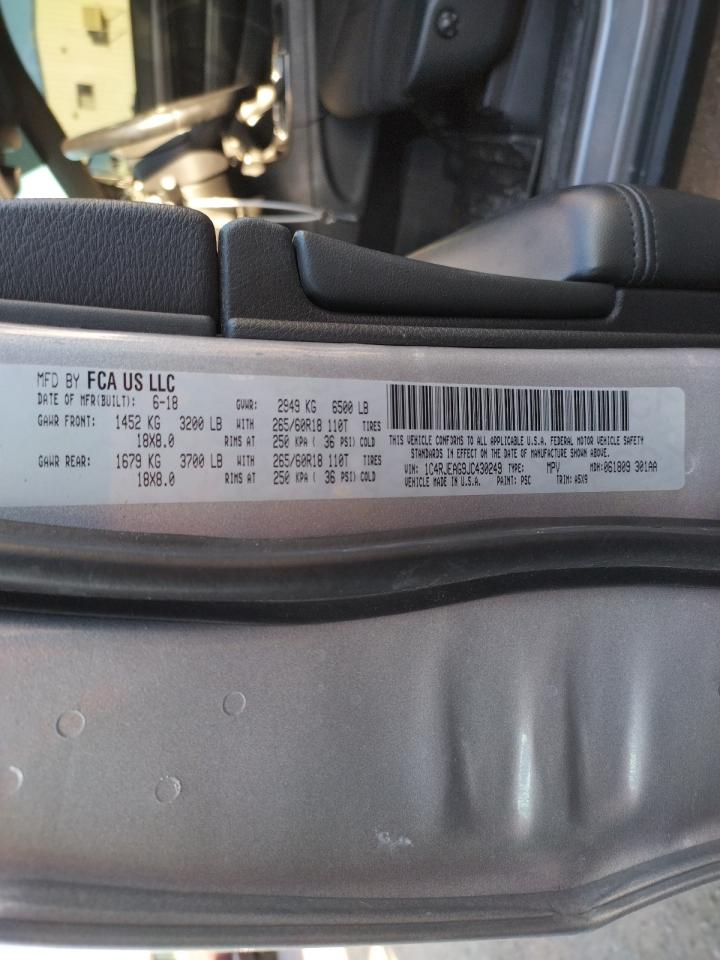 MFD BY FCA US LLC
DATE OF MFR(BUILT): 6-18 GVWR: 2949 KG 6500 LB
GAWR FRONT: 1452 KG 3200 LB WITH 265/60R18 110T TIRES
18X8.0 RIMS AT 250 KPA ( 36 PSI) COLD
GAWR REAR: 1679 KG 3700 LB WITH 265/60R18 110T TIRES
18X8.0 RIMS AT 250 KPA ( 36 PSI) COLD
THIS VEHICLE CONFORMS TO ALL APPLICABLE U.S.A. FEDERAL MOTOR VEHICLE SAFETY
STANDARDS IN EFFECT ON THE DATE OF MANUFACTURE SHOWN ABOVE.
VIN: 1C4RJEAG9JC430249 TYPE: MPV MDH: 061809 301AA
VEHICLE MADE IN U.S.A. PAINT: PSC TRIM: A5X9